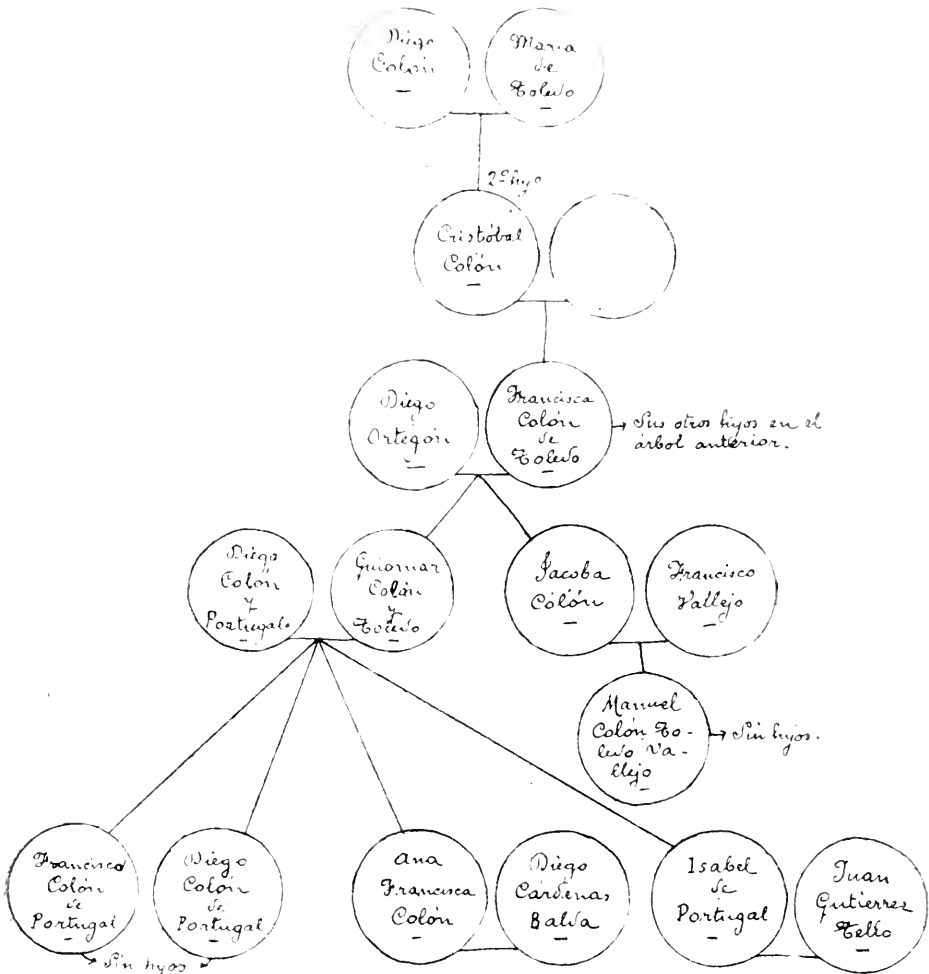 Diego
Colón
María
de
Toledo
2º hijo
Cristóbal
Colón
Diego
Ortegón
Francisca
Colón
de
Toledo
→ Sus otros hijos en el
árbol anterior.
Diego
Colón
y
Portugal.
Guiomar
Colón
y
Toledo
Jacoba
Colón
Francisco
Vallejo
Manuel
Colón To-
ledo Va-
llejo
→ Sin hijos.
Francisco
Colón
de
Portugal
Diego
Colón
de
Portugal
Ana
Francisca
Colón
Diego
Cárdenas
Balda
Isabel
de
Portugal
Juan
Gutierrez
Tello
Sin hijos